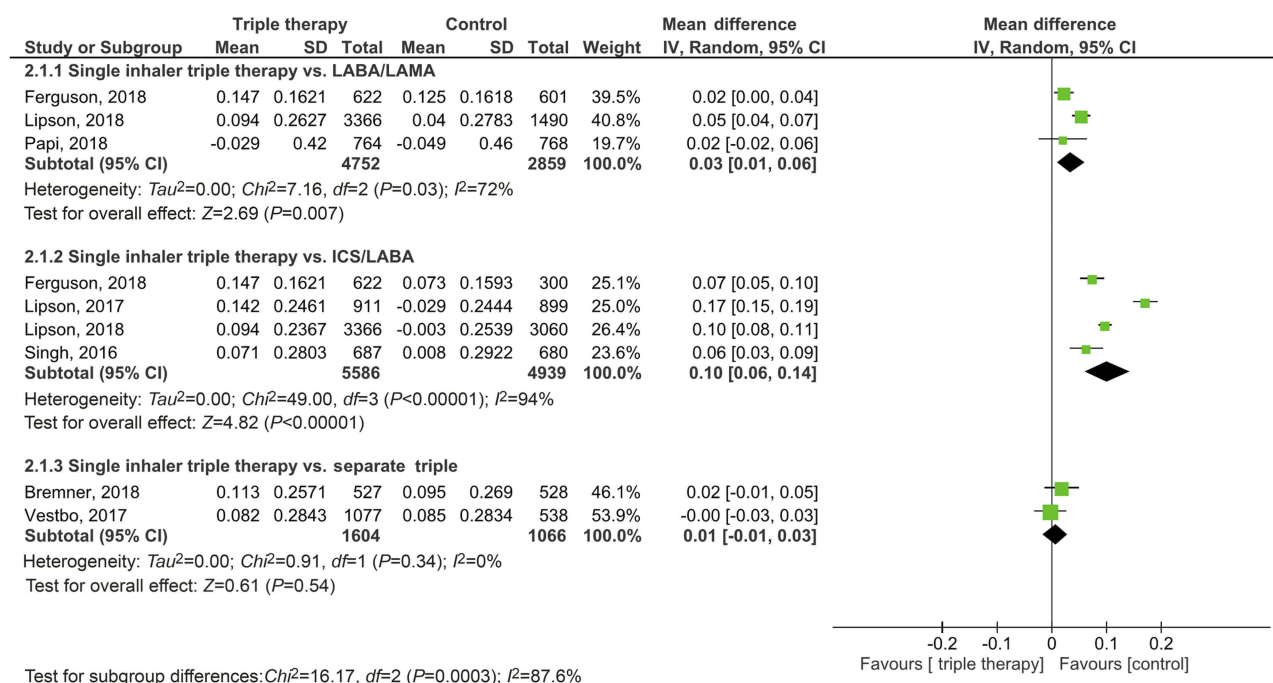 Triple therapy Control Mean difference Mean difference
Study or Subgroup Mean SD Total Mean SD Total Weight IV, Random, 95% CI IV, Random, 95% CI
2.1.1 Single inhaler triple therapy vs. LABA/LAMA
Ferguson, 2018 0.147 0.1621 622 0.125 0.1618 601 39.5% 0.02 [0.00, 0.04]
Lipson, 2018 0.094 0.2627 3366 0.04 0.2783 1490 40.8% 0.05 [0.04, 0.07]
Papi, 2018 -0.029 0.42 764 -0.049 0.46 768 19.7% 0.02 [-0.02, 0.06]
Subtotal (95% CI) 4752 2859 100.0% 0.03 [0.01, 0.06]
Heterogeneity: Tau2=0.00; Chi2=7.16, df=2 (P=0.03); I2=72%
Test for overall effect: Z=2.69 (P=0.007)
2.1.2 Single inhaler triple therapy vs. ICS/LABA
Ferguson, 2018 0.147 0.1621 622 0.073 0.1593 300 25.1% 0.07 [0.05, 0.10]
Lipson, 2017 0.142 0.2461 911 -0.029 0.2444 899 25.0% 0.17 [0.15, 0.19]
Lipson, 2018 0.094 0.2367 3366 -0.003 0.2539 3060 26.4% 0.10 [0.08, 0.11]
Singh, 2016 0.071 0.2803 687 0.008 0.2922 680 23.6% 0.06 [0.03, 0.09]
Subtotal (95% CI) 5586 4939 100.0% 0.10 [0.06, 0.14]
Heterogeneity: Tau2=0.00; Chi2=49.00, df=3 (P<0.00001); I2=94%
Test for overall effect: Z=4.82 (P<0.00001)
2.1.3 Single inhaler triple therapy vs. separate triple
Bremner, 2018 0.113 0.2571 527 0.095 0.269 528 46.1% 0.02 [-0.01, 0.05]
Vestbo, 2017 0.082 0.2843 1077 0.085 0.2834 538 53.9% -0.00 [-0.03, 0.03]
Subtotal (95% CI) 1604 1066 100.0% 0.01 [-0.01, 0.03]
Heterogeneity: Tau2=0.00; Chi2=0.91, df=1 (P=0.34); I2=0%
Test for overall effect: Z=0.61 (P=0.54)
-0.2 -0.1 0 0.1 0.2
Favours [ triple therapy] Favours [control]
Test for subgroup differences:Chi2=16.17, df=2 (P=0.0003); I2=87.6%